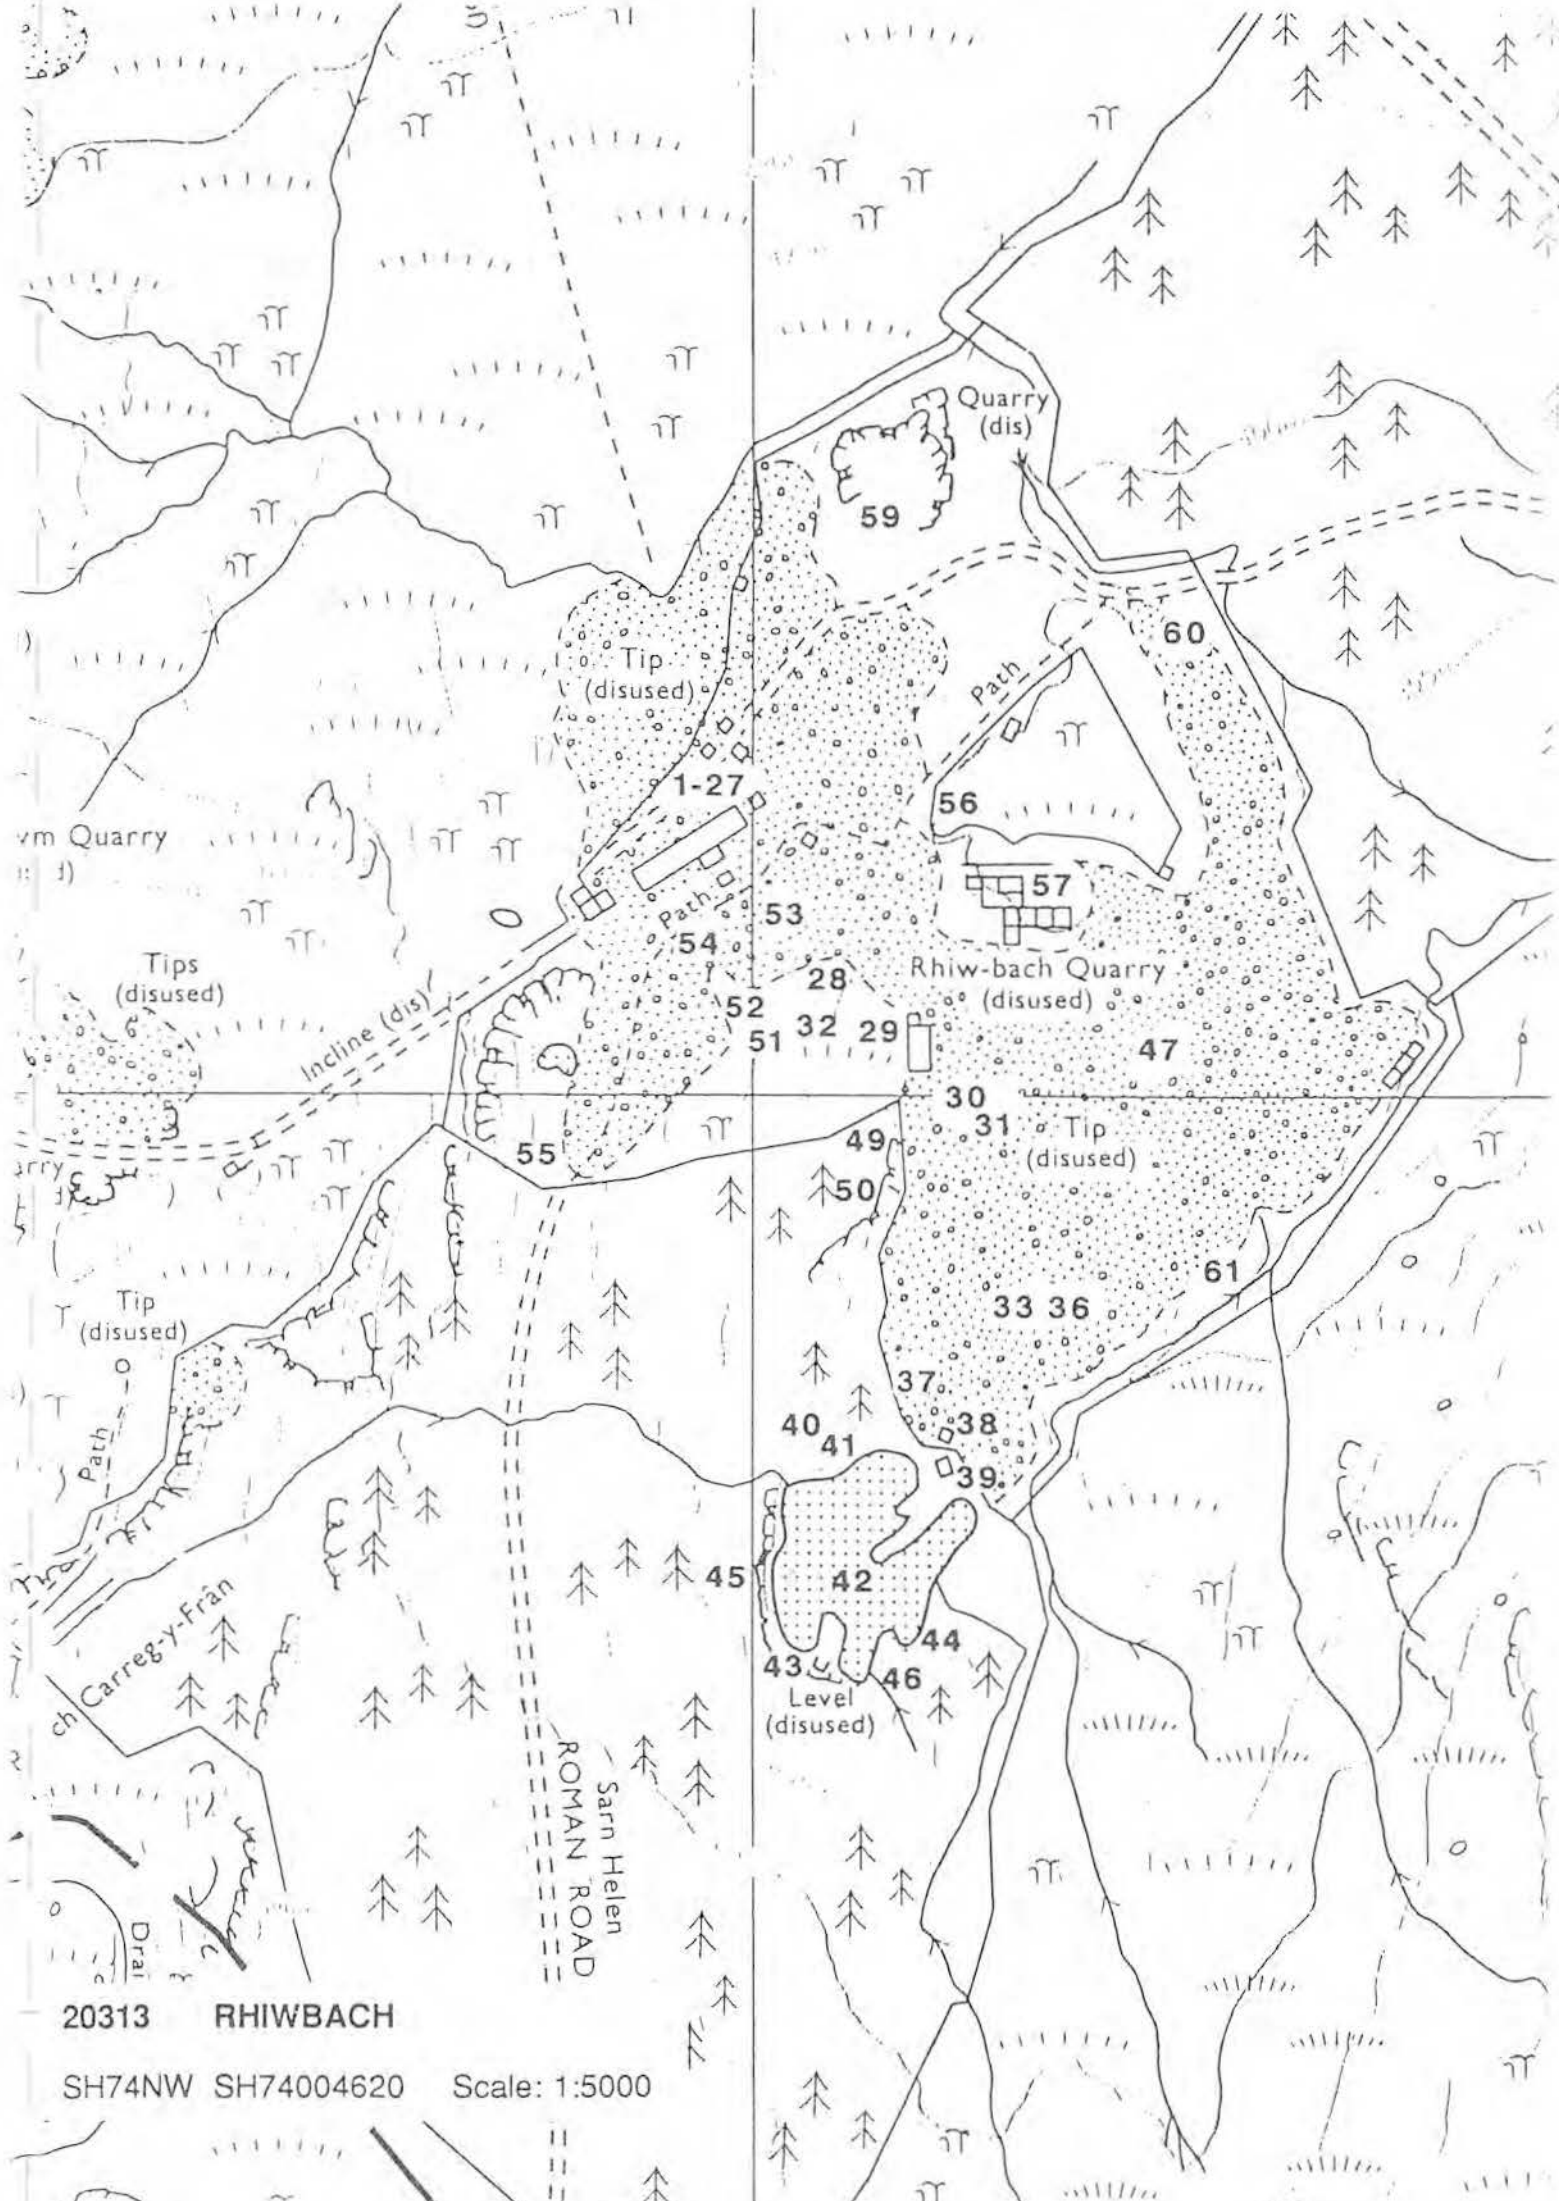 Quarry
(dis)
59
60
Tip
(disused)
Path
1-27
56
Quarry
57
Path
53
54
Tips
(disused)
28
Rhiw-bach Quarry
(disused)
52
32
29
51
47
Incline (dis)
30
31
Tip
(disused)
49
55
50
61
33 36
Tip
(disused)
37
38
40
41
39
Path
45
42
44
43
46
Level
(disused)
Carreg-y-Frân
Sarn Helen
ROMAN ROAD
20313 RHIWBACH
SH74NW SH74004620 Scale: 1:5000